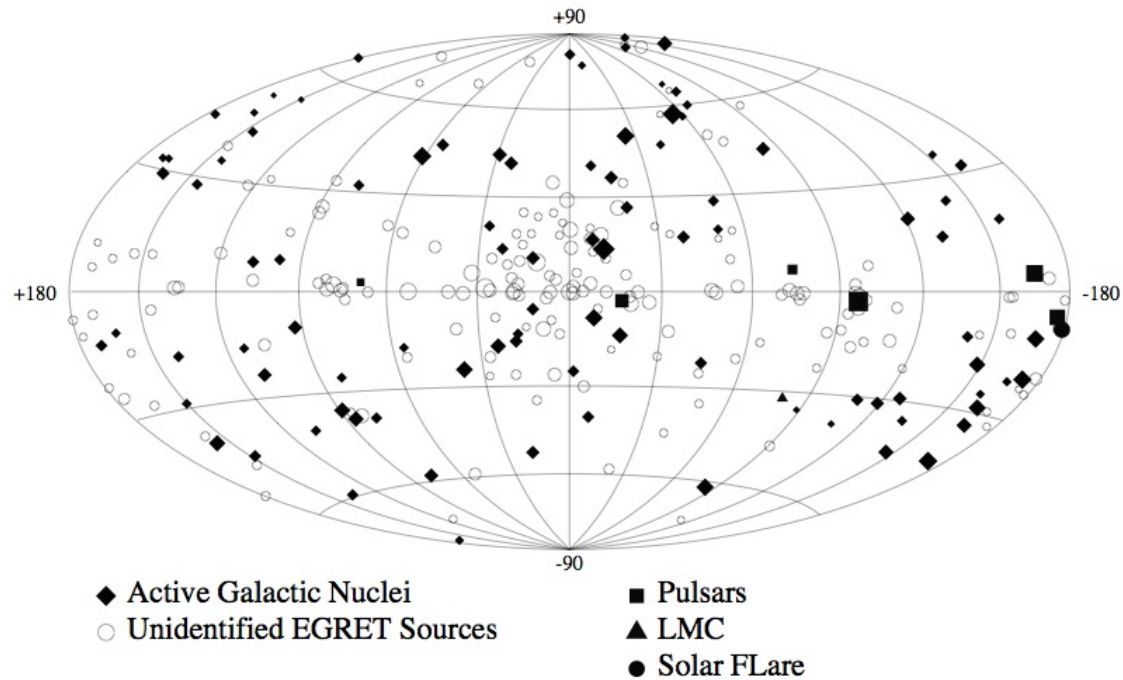 +90
+180
-180
-90
Active Galactic Nuclei
Unidentified EGRET Sources
Pulsars
LMC
Solar FLare